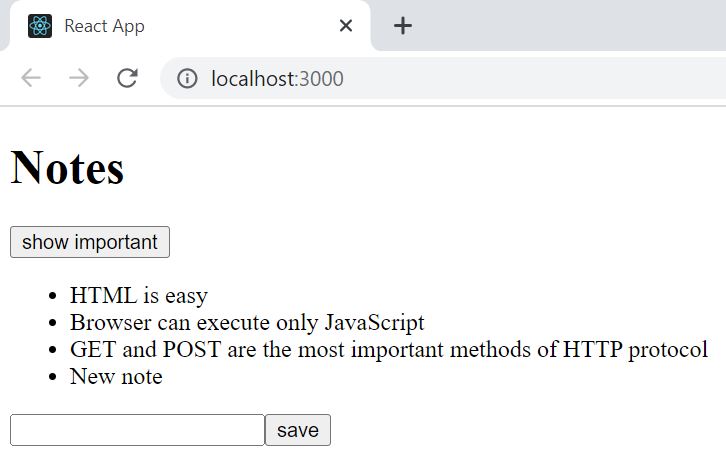 React App
localhost:3000
Notes
show important
HTML is easy
Browser can execute only JavaScript
GET and POST are the most important methods of HTTP protocol
New note
save